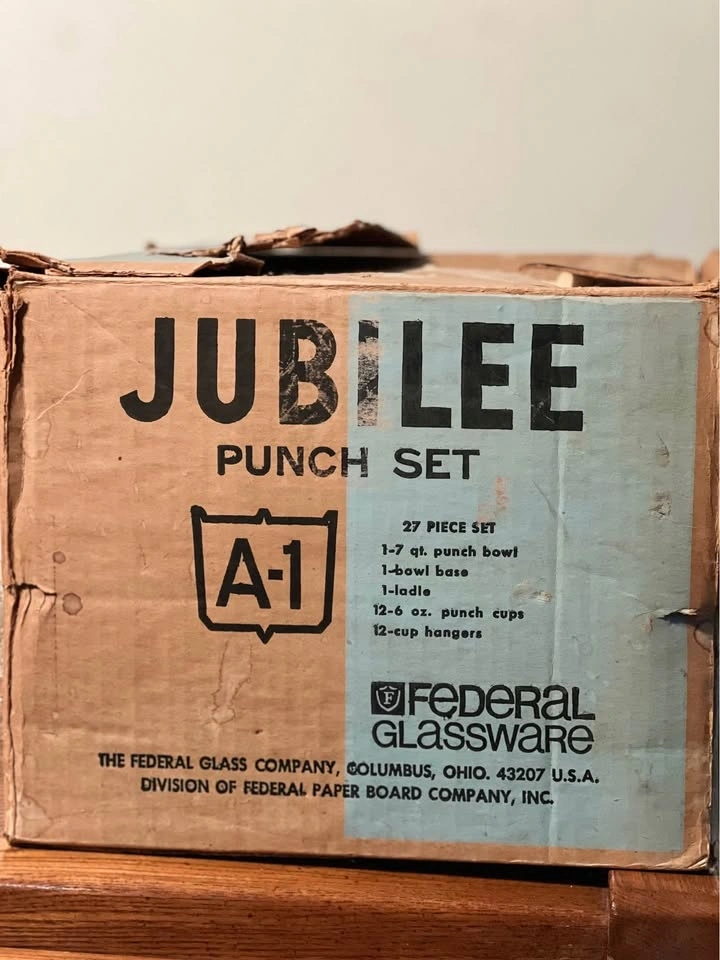 JUBILEE
PUNCH SET
A-1
27 PIECE SET
1-7 qt. punch bowl
1-bowl base
1-ladle
12-6 oz. punch cups
12-cup hangers
F FEDERAL
GLASSWARE
THE FEDERAL GLASS COMPANY, COLUMBUS, OHIO. 43207 U.S.A.
DIVISION OF FEDERAL PAPER BOARD COMPANY, INC.